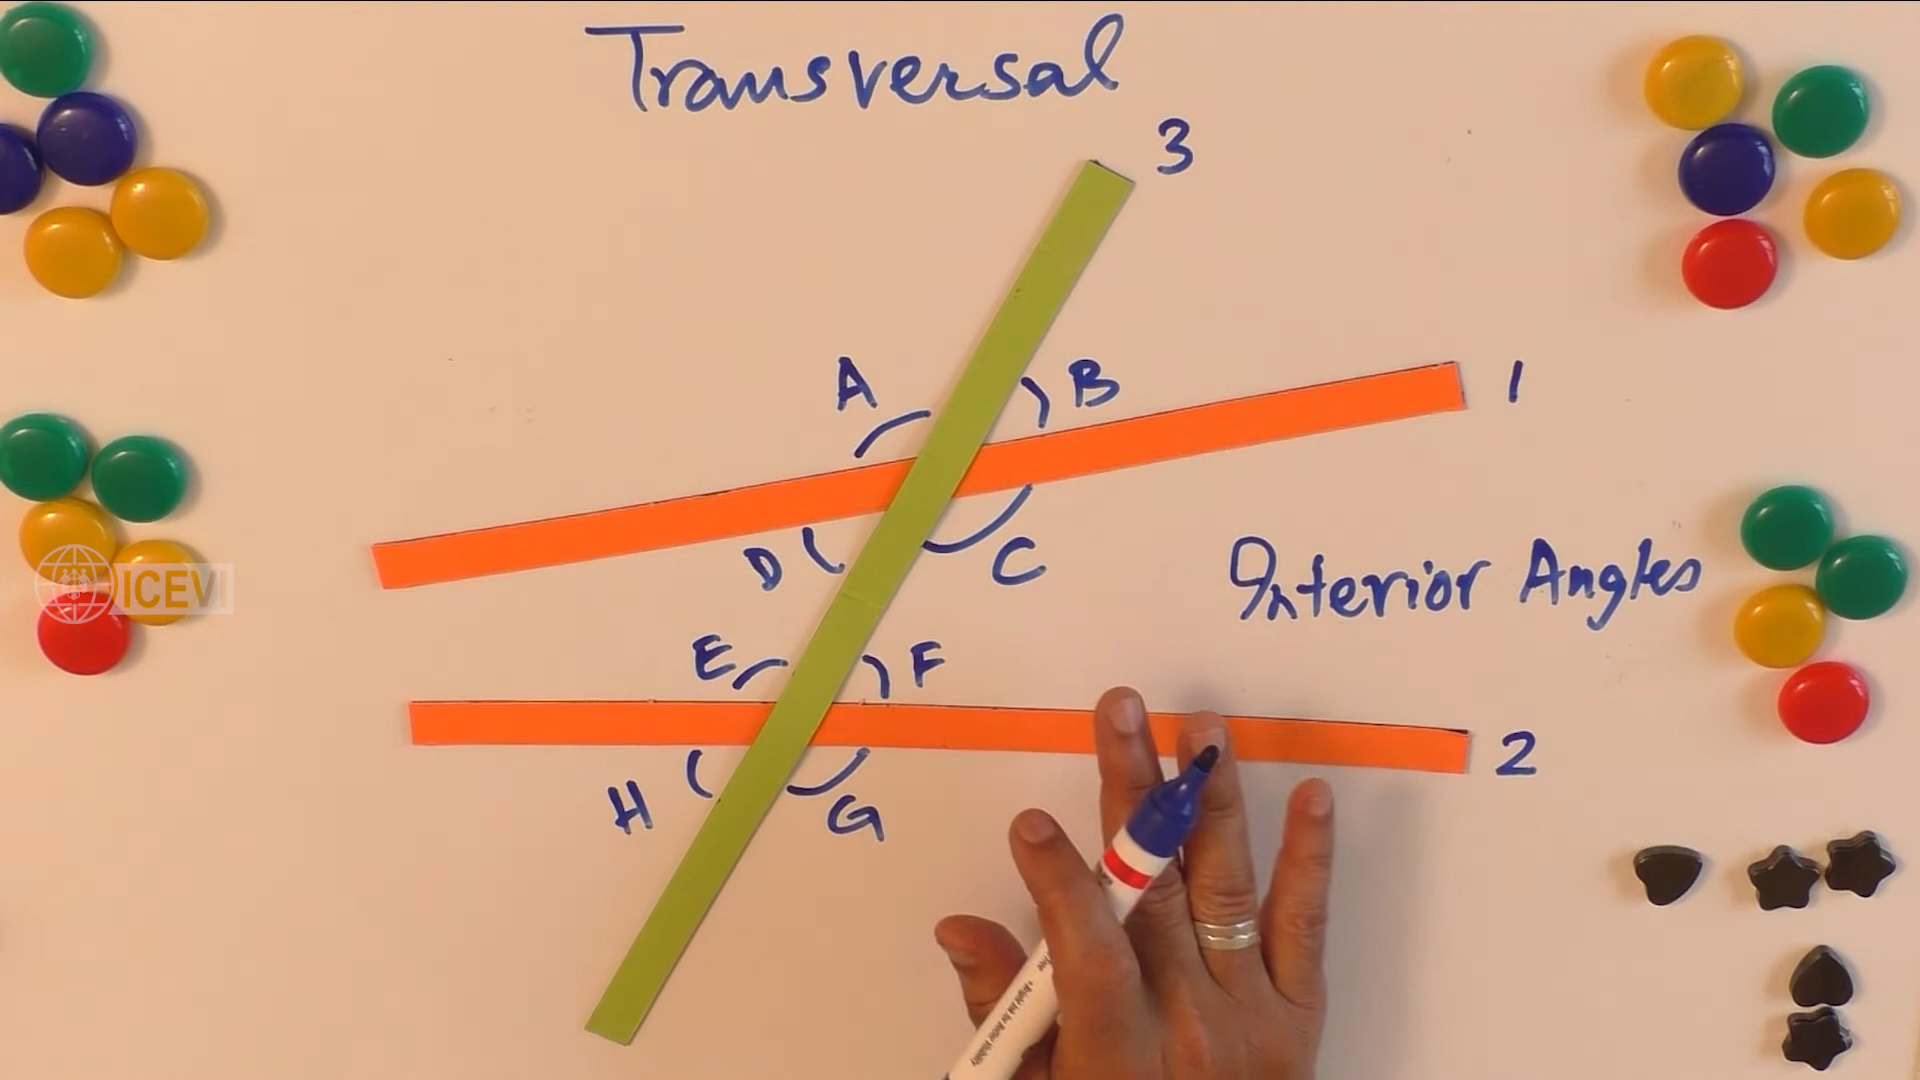 Transversal
3
A
B
1
D
C
Interior Angles
ICEVI
E
F
2
H
G